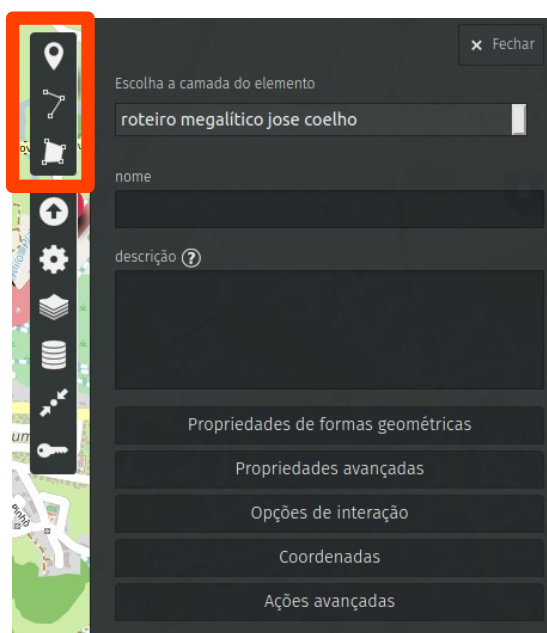 × Fechar
Escolha a camada do elemento
roteiro megalítico jose coelho
nome
descrição ?
Propriedades de formas geométricas
Propriedades avançadas
Opções de interação
Coordenadas
Ações avançadas